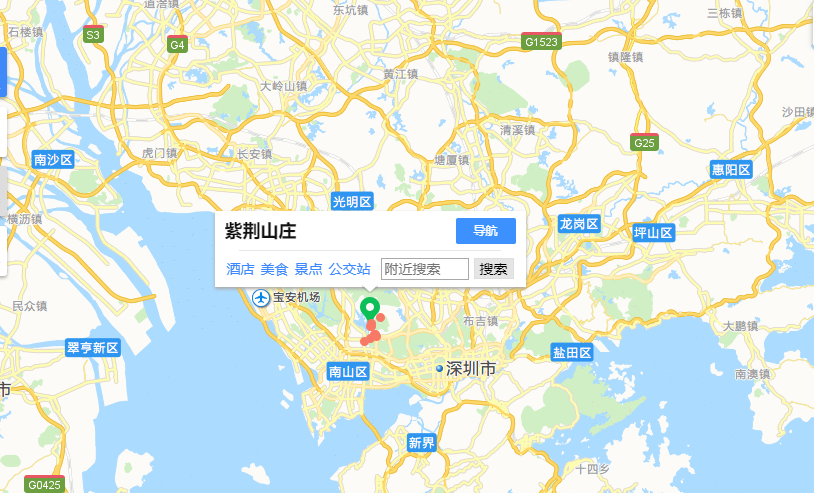 道滘镇
东坑镇
三栋镇
石楼镇
S3
G4
G1523
镇隆镇
黄江镇
大岭山镇
沙田镇
清溪镇
G25
虎门镇
长安镇
塘厦镇
南沙区
惠阳区
光明区
横沥镇
紫荆山庄
导航
龙岗区
坪山区
酒店 美食 景点 公交站 附近搜索 搜索
宝安机场
民众镇
布吉镇
大鹏镇
翠亨新区
盐田区
南山区
深圳市
南澳镇
市
新界
十四乡
G0425